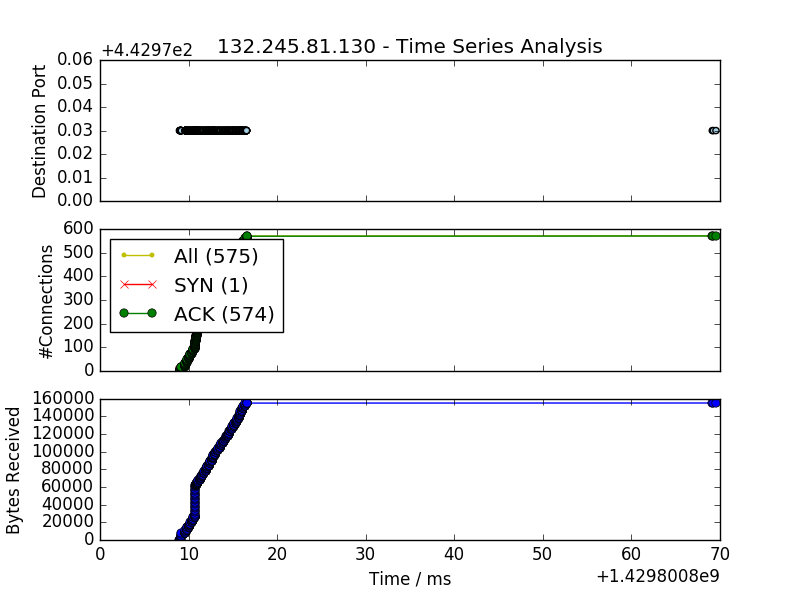 132.245.81.130 - Time Series Analysis
+4.4297e2
0.06
0.05
0.04
0.03
0.02
0.01
0.00
Destination Port
600
500
400
300
200
100
0
#Connections
All (575)
SYN (1)
ACK (574)
160000
140000
120000
100000
80000
60000
40000
20000
0
Bytes Received
0 10 20 30 40 50 60 70
Time / ms
+1.4298008e9